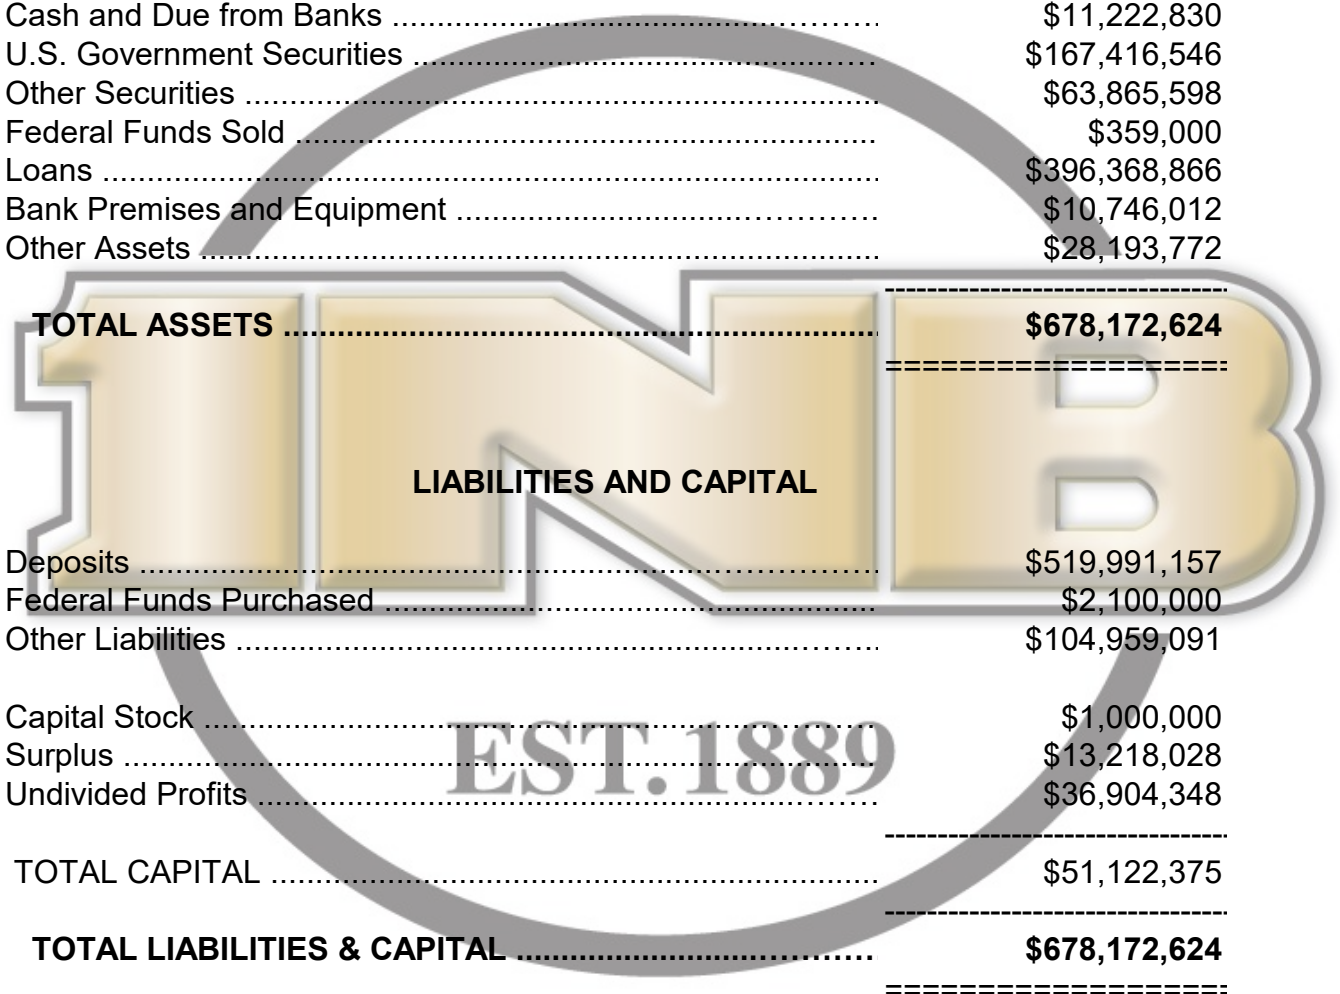 Cash and Due from Banks ................................................ $11,222,830
U.S. Government Securities ................................................ $167,416,546
Other Securities ................................................ $63,865,598
Federal Funds Sold ................................................ $359,000
Loans ................................................ $396,368,866
Bank Premises and Equipment ................................................ $10,746,012
Other Assets ................................................ $28,193,772
TOTAL ASSETS ................................................ $678,172,624
INB
LIABILITIES AND CAPITAL
Deposits ................................................ $519,991,157
Federal Funds Purchased ................................................ $2,100,000
Other Liabilities ................................................ $104,959,091
Capital Stock ................................................ $1,000,000
EST.1889
Surplus ................................................ $13,218,028
Undivided Profits ................................................ $36,904,348
TOTAL CAPITAL ................................................ $51,122,375
TOTAL LIABILITIES & CAPITAL ................................................ $678,172,624